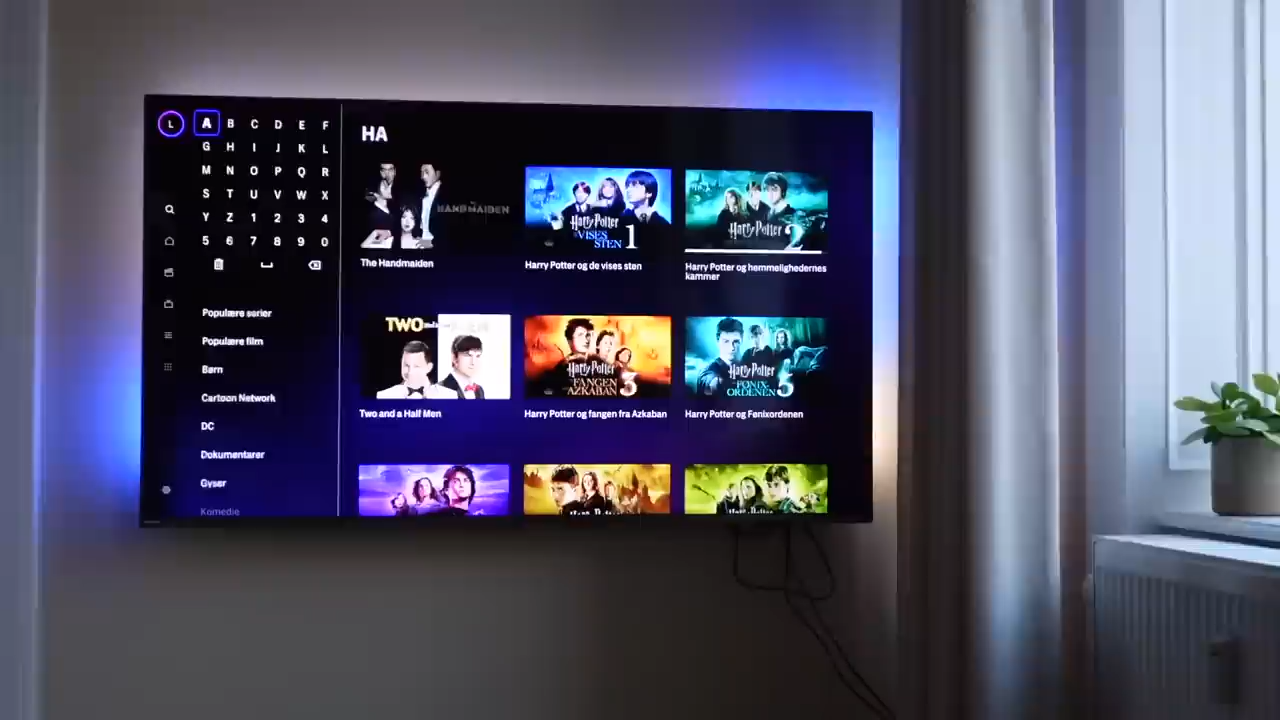 L
A B C D E F
G H I J K L
M N O P Q R
S T U V W X
Y Z 1 2 3 4
5 6 7 8 9 0
Populære serier
Populære film
Børn
Cartoon Network
DC
Dokumentarer
Gyser
Komedie
HA
HANDMAIDEN
The Handmaiden
Harry Potter
VISES
STEN 1
Harry Potter og de vises sten
Harry Potter 2
Harry Potter og hemmelighedernes
kammer
TWO
Two and a Half Men
Harry Potter
FANGEN
AZKABAN 3
Harry Potter og fangen fra Azkaban
Harry Potter
FØNIX-
ORDENEN 5
Harry Potter og Fønixordenen